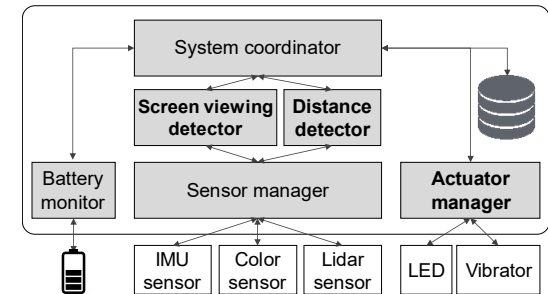 System coordinator
Screen viewing
detector
Distance
detector
Battery
monitor
Sensor manager
Actuator
manager
IMU
sensor
Color
sensor
Lidar
sensor
LED
Vibrator